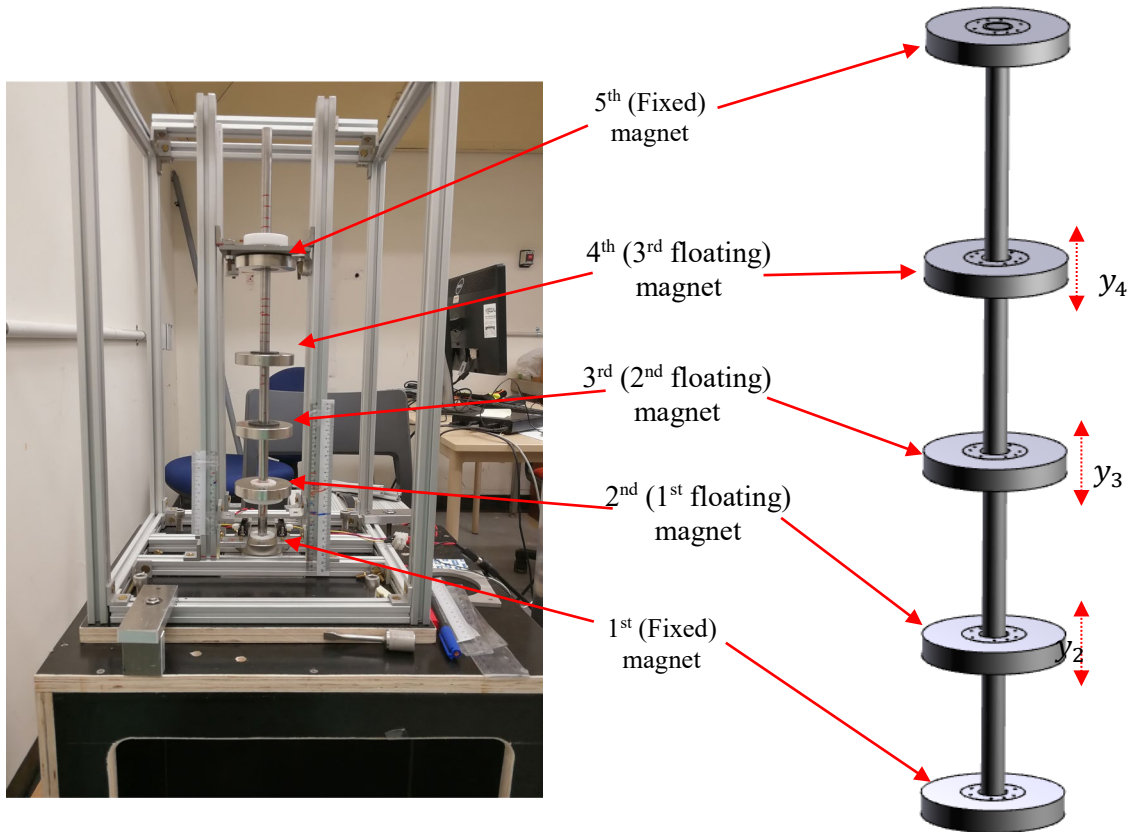 5th (Fixed)
magnet
4th (3rd floating)
magnet
y4
3rd (2nd floating)
magnet
y3
2nd (1st floating)
magnet
y2
1st (Fixed)
magnet